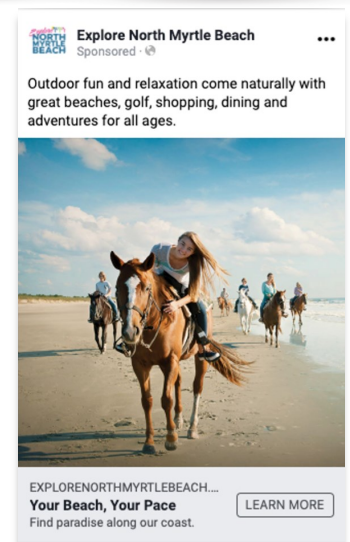 Explore
NORTH
MYRTLE
BEACH
Explore North Myrtle Beach
Sponsored ·
Outdoor fun and relaxation come naturally with
great beaches, golf, shopping, dining and
adventures for all ages.
EXPLORENORTHMYRTLEBEACH....
Your Beach, Your Pace
Find paradise along our coast.
LEARN MORE